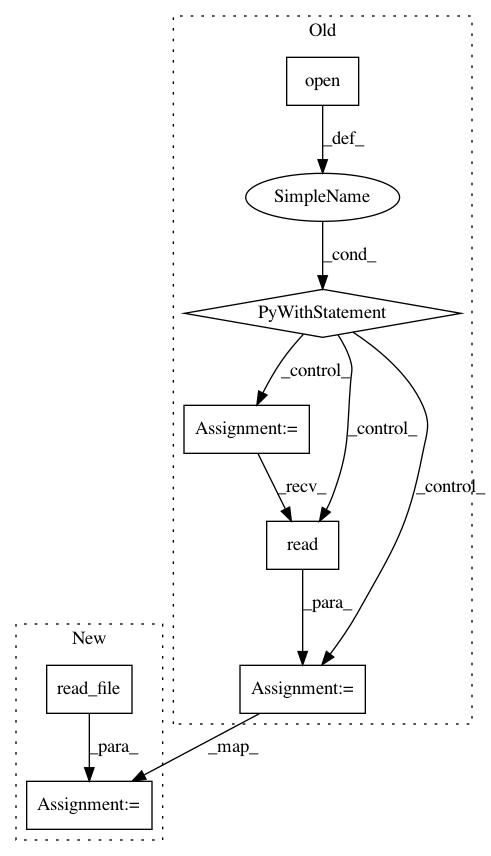 Old
open
_def_
SimpleName
_cond_
PyWithStatement
_control_
Assignment:=
_control_
_control_
_recv_
read
_para_
New
read_file
Assignment:=
_para_
_map_
Assignment:=